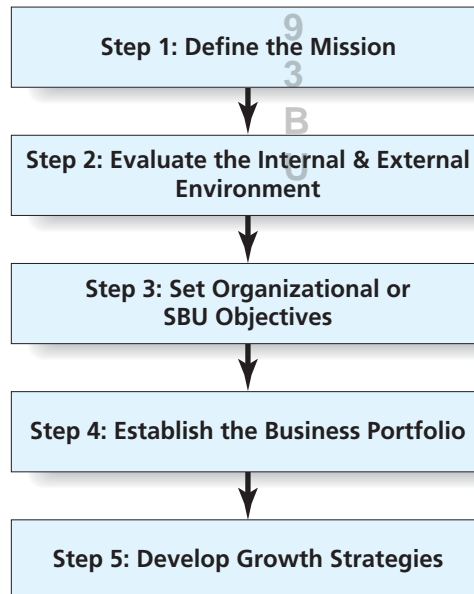 Step 1: Define the Mission
Step 2: Evaluate the Internal & External
Environment
Step 3: Set Organizational or
SBU Objectives
Step 4: Establish the Business Portfolio
Step 5: Develop Growth Strategies
9
3
B
U